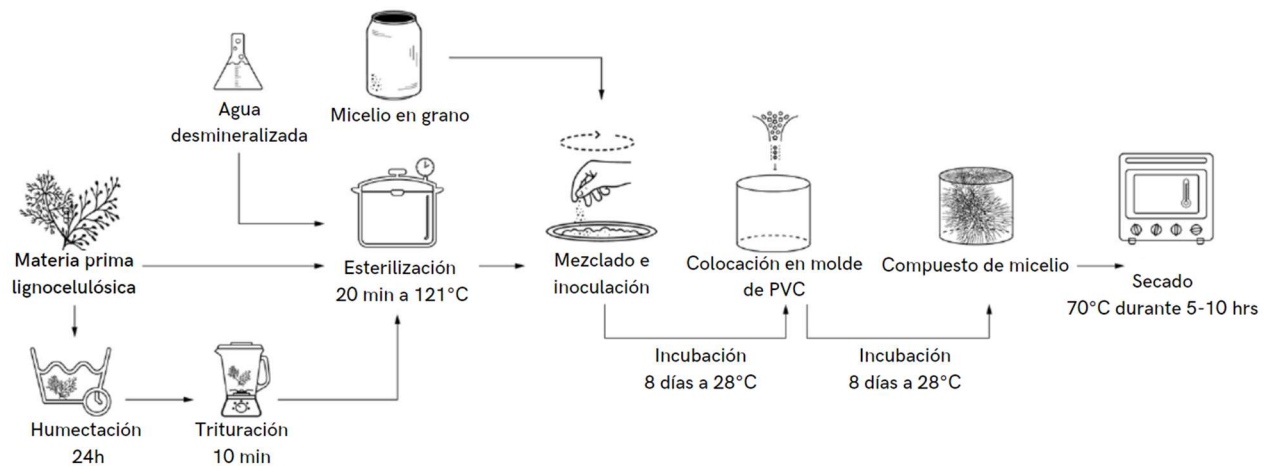 Agua
desmineralizada
Micelio en grano
Materia prima
lignocelulósica
Esterilización
20 min a 121°C
Mezclado e
inoculación
Colocación en molde
de PVC
Compuesto de micelio
Secado
70°C durante 5-10 hrs
Incubación
8 días a 28°C
Incubación
8 días a 28°C
Humectación
24h
Trituración
10 min